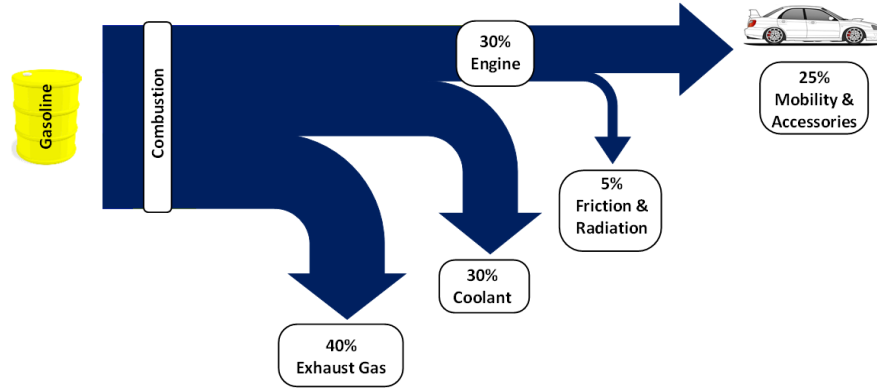 Gasoline
Combustion
30%
Engine
25%
Mobility &
Accessories
5%
Friction &
Radiation
30%
Coolant
40%
Exhaust Gas